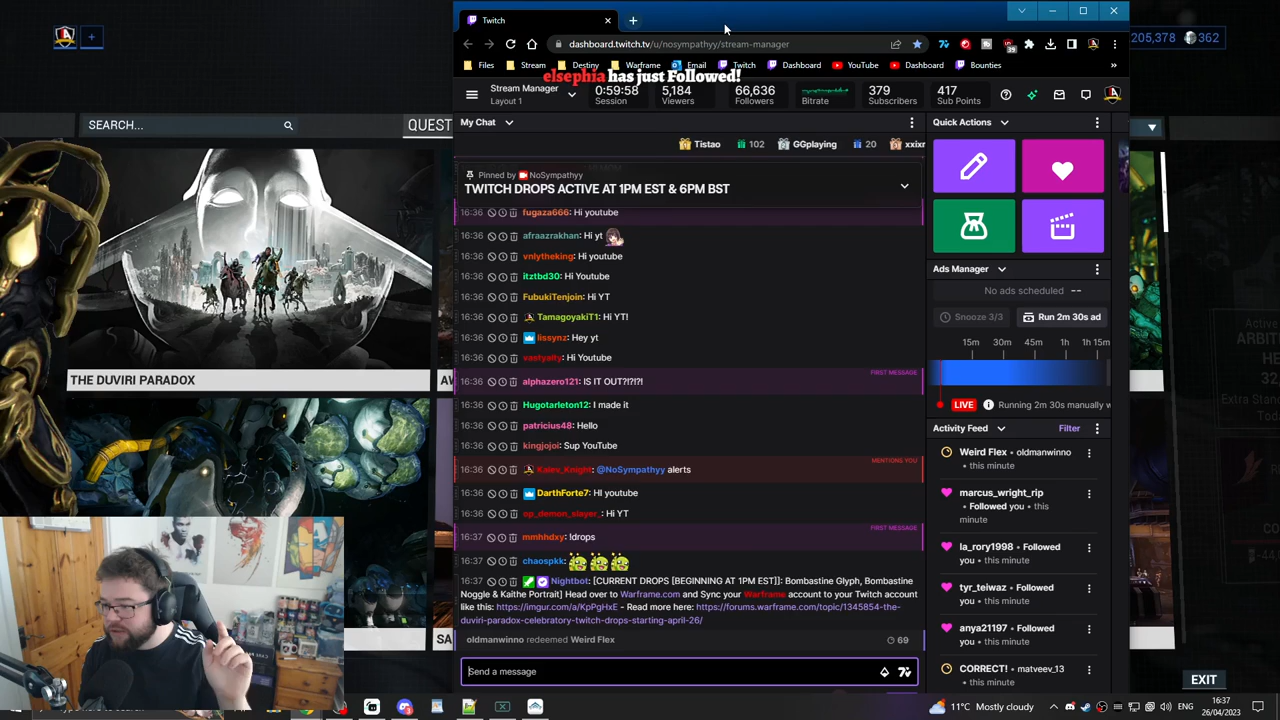 Twitch
dashboard.twitch.tv/u/nosympathyy/stream-manager
39
205,378 362
Files Stream Destiny Warframe Email Twitch Dashboard YouTube Dashboard Bounties »
elsephia has just Followed!
Stream Manager
Layout 1
0:59:58
Session
5,184
Viewers
66,636
Followers
Bitrate
379
Subscribers
417
Sub Points
SEARCH...
QUEST
My Chat
Tistao 102 GGplaying 20 xxixr
Pinned by NoSympathyy
TWITCH DROPS ACTIVE AT 1PM EST & 6PM BST
16:36 fugaza666: Hi youtube
16:36 afraazrakhan: Hi yt
16:36 vnlytheking: Hi youtube
16:36 itztbd30: Hi Youtube
16:36 FubukiTenjoin: Hi YT
16:36 TamagoyakiT1: Hi YT!
16:36 lissynz: Hey yt
16:36 vastyally: Hi Youtube
FIRST MESSAGE
16:36 alphazero121: IS IT OUT?!?!?!
16:36 Hugotarleton12: I made it
16:36 patricius48: Hello
16:36 kingjojoi: Sup YouTube
MENTIONS YOU
16:36 Kalev_Knight: @NoSympathyy alerts
16:36 DarthForte7: HI youtube
16:36 op_demon_slayer_: Hi YT
FIRST MESSAGE
16:37 mmhhdxy: !drops
16:37 chaospkk:
16:37 Nightbot: [CURRENT DROPS [BEGINNING AT 1PM EST]]: Bombastine Glyph, Bombastine
Noggle & Kaithe Portrait] Head over to Warframe.com and Sync your Warframe account to your Twitch account
like this: https://imgur.com/a/KpPgHxE - Read more here: https://forums.warframe.com/topic/1345854-the-
duviri-paradox-celebratory-twitch-drops-starting-april-26/
oldmanwinno redeemed Weird Flex 69
Send a message
Quick Actions
Ads Manager
No ads scheduled --
Snooze 3/3 Run 2m 30s ad
15m 30m 45m 1h 1h 15m
LIVE Running 2m 30s manually w
Activity Feed Filter
Weird Flex • oldmanwinno
• this minute
marcus_wright_rip
• Followed you • this
minute
la_rory1998 • Followed
you • this minute
tyr_teiwaz • Followed
you • this minute
anya21197 • Followed
you • this minute
CORRECT! • matveev_13
• this minute
THE DUVIRI PARADOX
SA
EXIT
11°C Mostly cloudy
16:37
26/04/2023